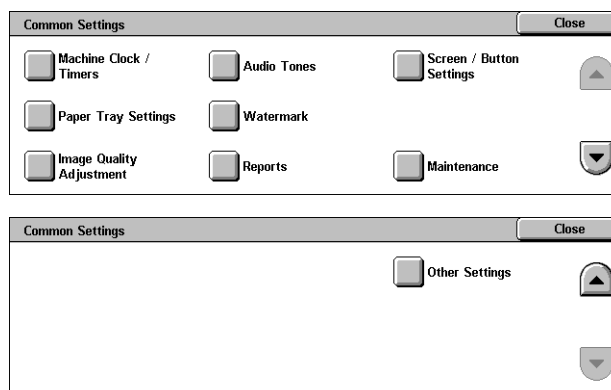 Common Settings Close
Machine Clock /
Timers
Audio Tones
Screen / Button
Settings
Paper Tray Settings
Watermark
Image Quality
Adjustment
Reports
Maintenance
Common Settings Close
Other Settings